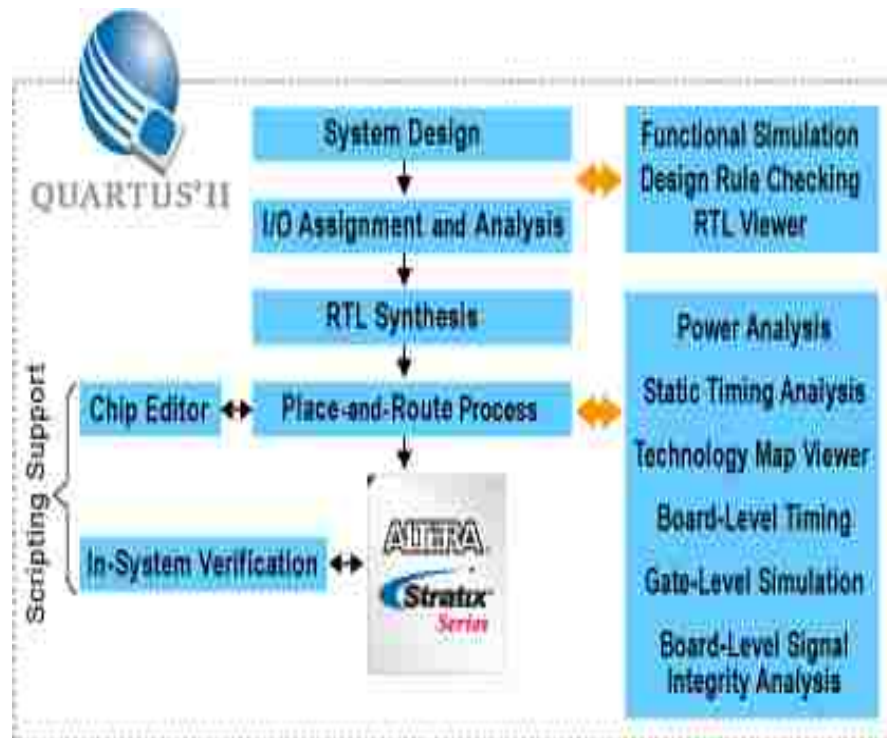 QUARTUS® II
System Design
I/O Assignment and Analysis
RTL Synthesis
Place-and-Route Process
Chip Editor
In-System Verification
Scripting Support
ALTERA
Stratix
Series
Functional Simulation
Design Rule Checking
RTL Viewer
Power Analysis
Static Timing Analysis
Technology Map Viewer
Board-Level Timing
Gate-Level Simulation
Board-Level Signal
Integrity Analysis